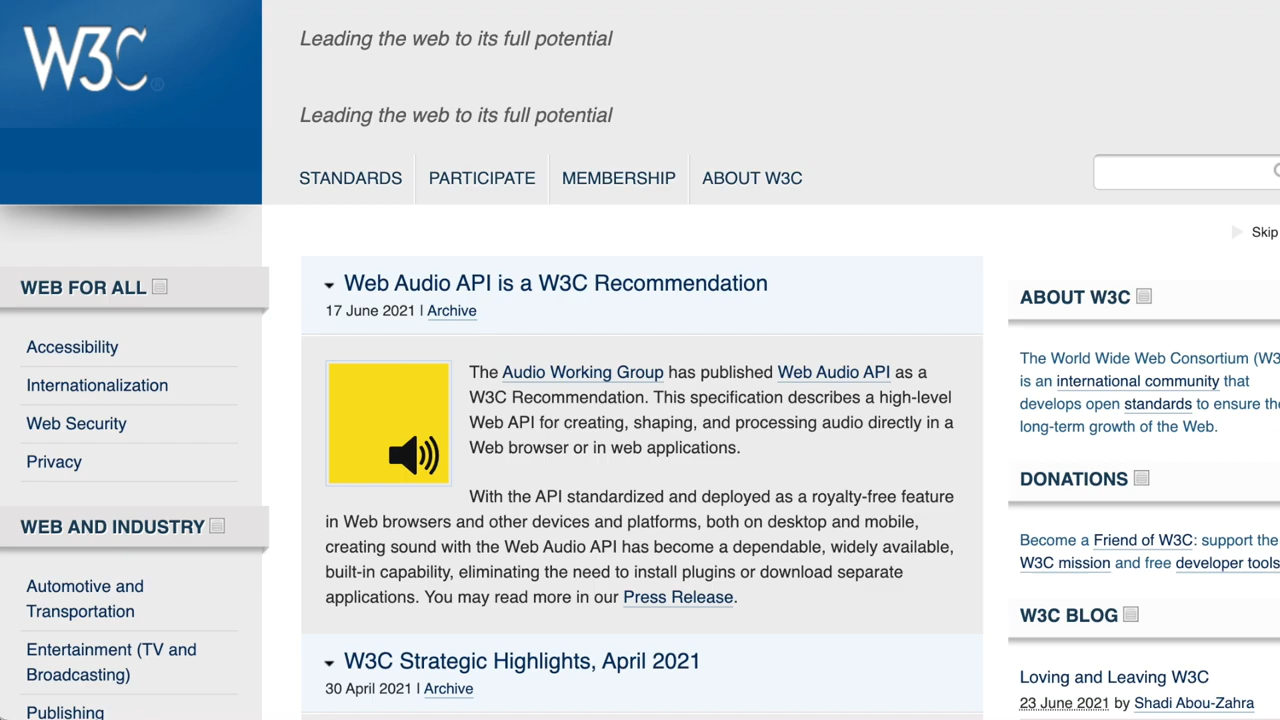 W3C®
Leading the web to its full potential
Leading the web to its full potential
STANDARDS PARTICIPATE MEMBERSHIP ABOUT W3C
Skip
WEB FOR ALL
Accessibility
Internationalization
Web Security
Privacy
WEB AND INDUSTRY
Automotive and
Transportation
Entertainment (TV and
Broadcasting)
Publishing
Web Audio API is a W3C Recommendation
17 June 2021 | Archive
The Audio Working Group has published Web Audio API as a
W3C Recommendation. This specification describes a high-level
Web API for creating, shaping, and processing audio directly in a
Web browser or in web applications.
With the API standardized and deployed as a royalty-free feature
in Web browsers and other devices and platforms, both on desktop and mobile,
creating sound with the Web Audio API has become a dependable, widely available,
built-in capability, eliminating the need to install plugins or download separate
applications. You may read more in our Press Release.
W3C Strategic Highlights, April 2021
30 April 2021 | Archive
ABOUT W3C
The World Wide Web Consortium (W3
is an international community that
develops open standards to ensure the
long-term growth of the Web.
DONATIONS
Become a Friend of W3C: support the
W3C mission and free developer tools
W3C BLOG
Loving and Leaving W3C
23 June 2021 by Shadi Abou-Zahra